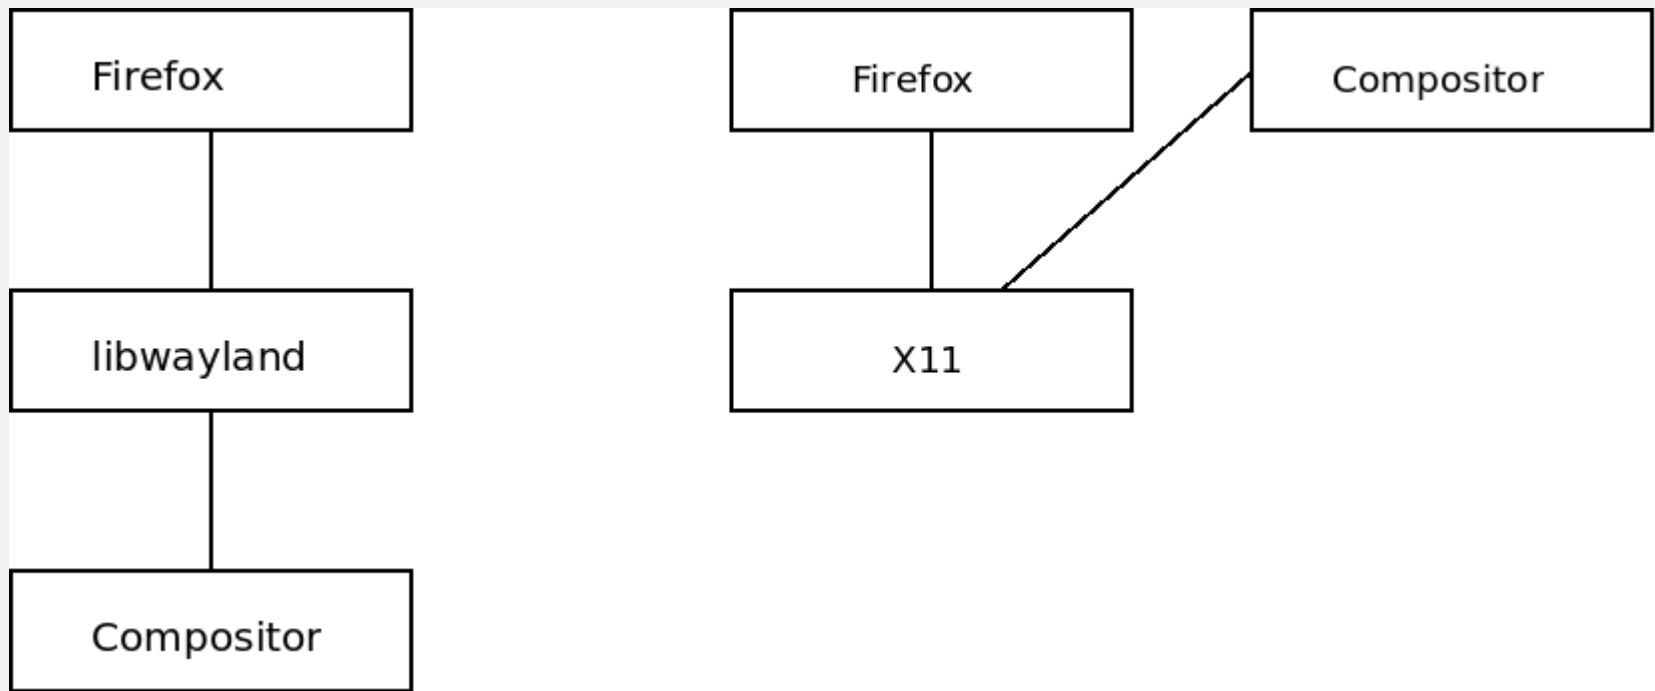 Firefox
Firefox
Compositor
libwayland
X11
Compositor